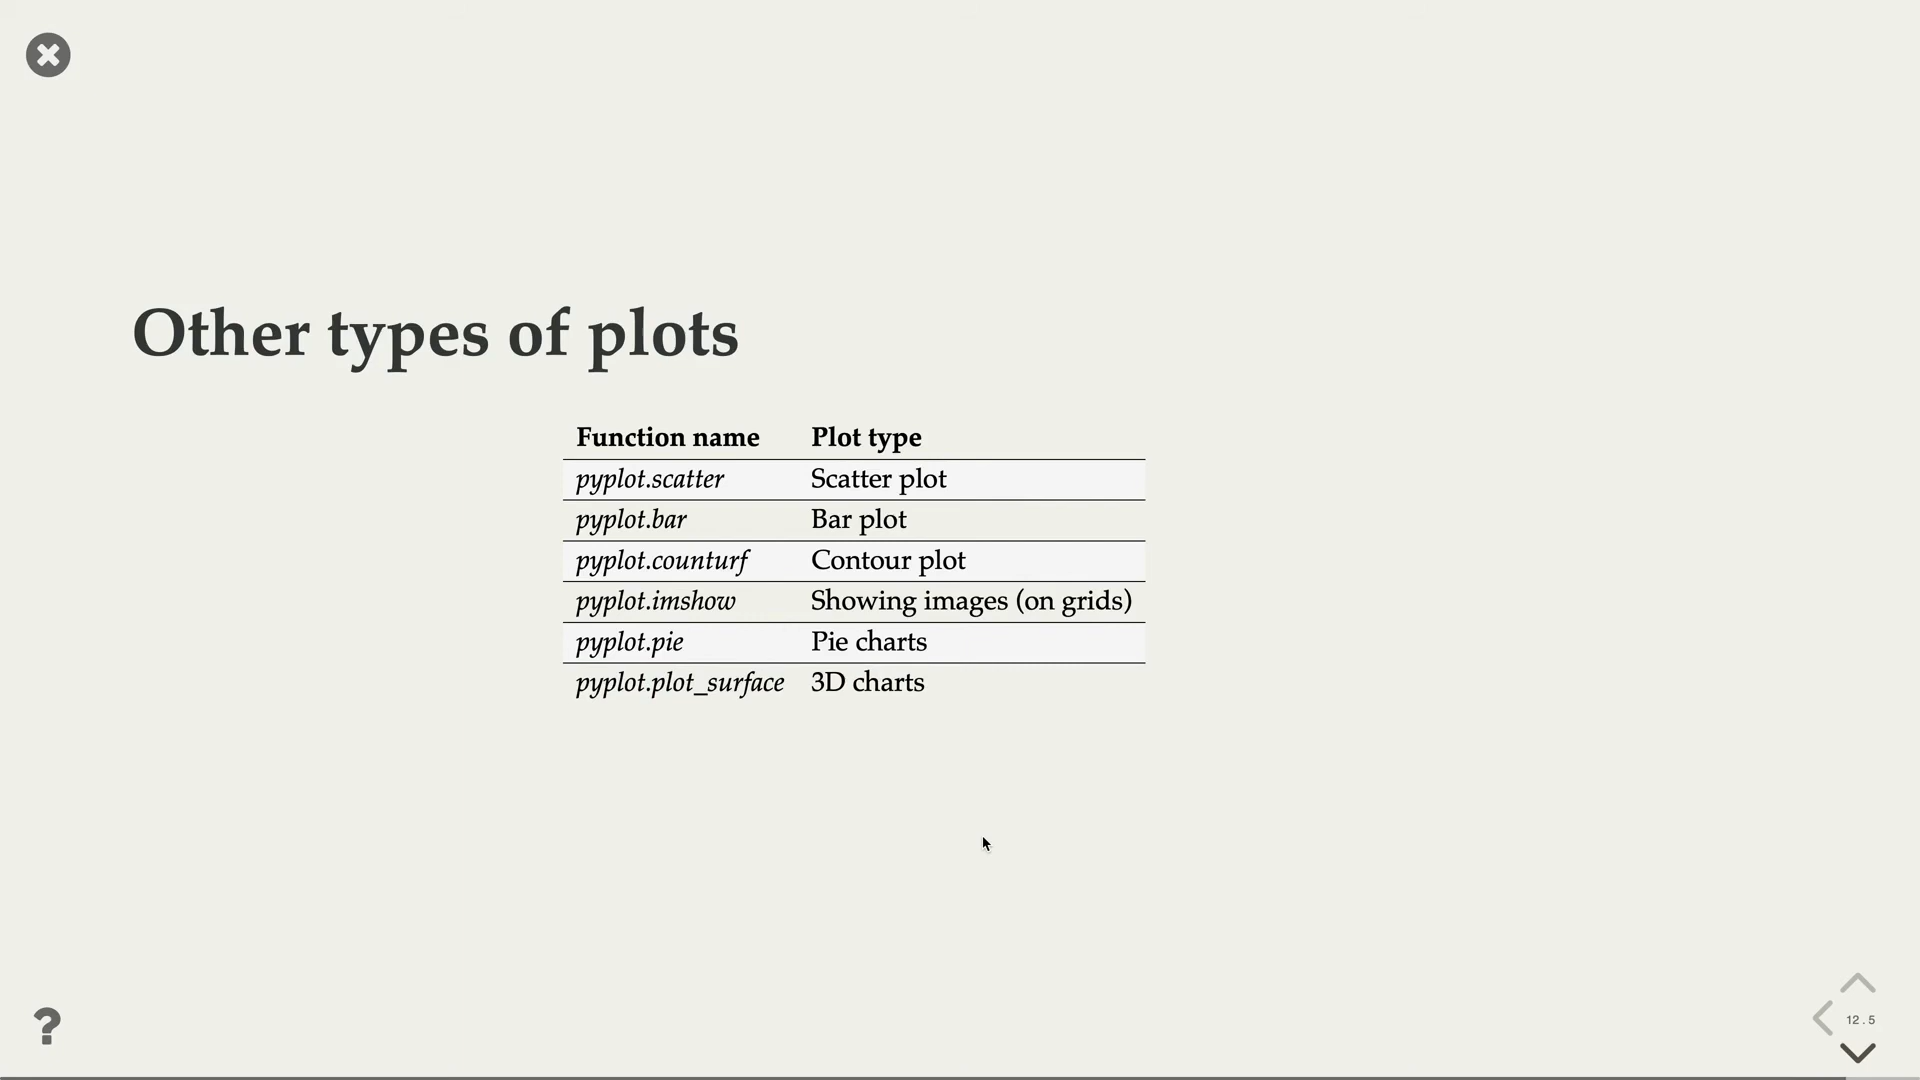 Other types of plots
Function name Plot type
pyplot.scatter Scatter plot
pyplot.bar Bar plot
pyplot.counturf Contour plot
pyplot.imshow Showing images (on grids)
pyplot.pie Pie charts
pyplot.plot_surface 3D charts
?
12.5